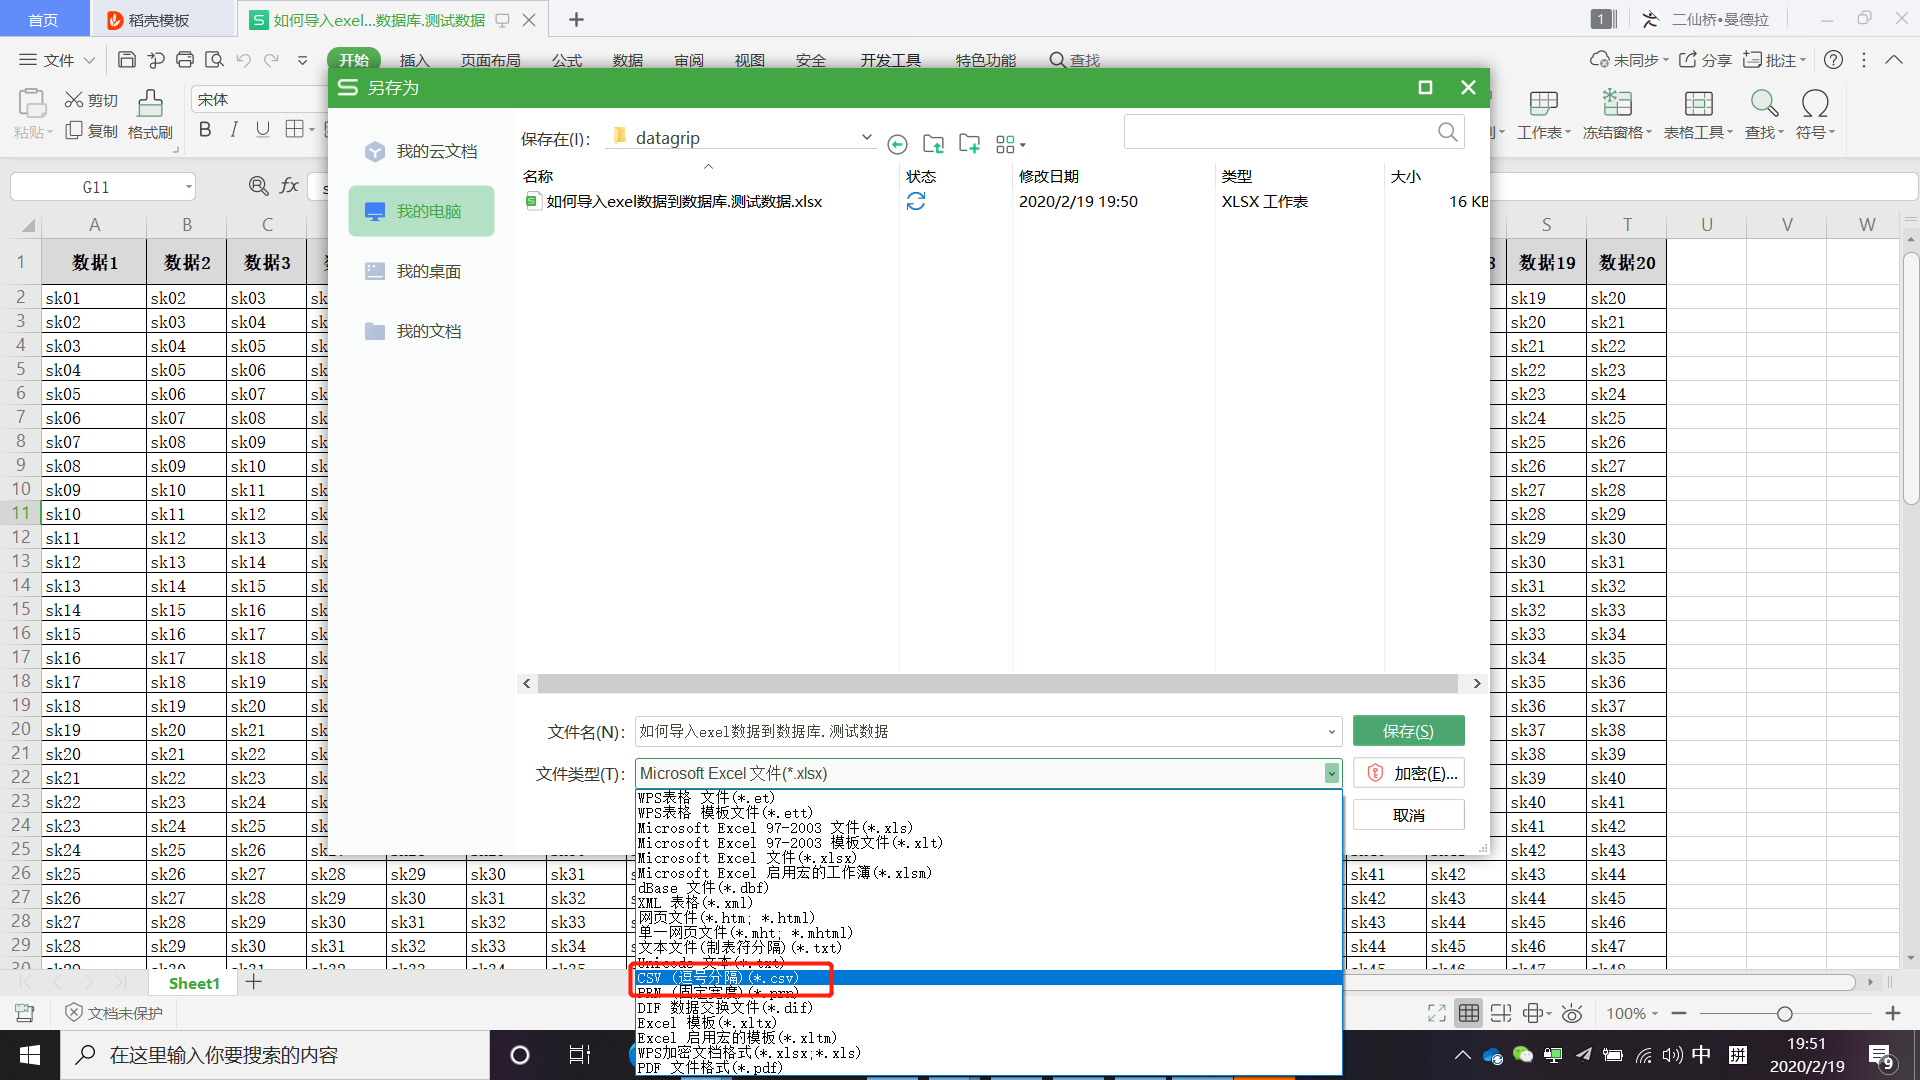 首页
稻壳模板
如何导入exel...数据库.测试数据
1
二仙桥•曼德拉
文件
开始
插入
页面布局
公式
数据
审阅
视图
安全
开发工具
特色功能
查找
未同步
分享
批注
粘贴
剪切
复制
格式刷
宋体
B I U
工作表
冻结窗格
表格工具
查找
符号
G11
fx
另存为
我的云文档
我的电脑
我的桌面
我的文档
保存在(I):
datagrip
名称 状态 修改日期 类型 大小
如何导入exel数据到数据库.测试数据.xlsx 2020/2/19 19:50 XLSX 工作表 16 KB
文件名(N):
如何导入exel数据到数据库.测试数据
保存(S)
文件类型(T):
Microsoft Excel 文件(*.xlsx)
加密(E)...
取消
WPS表格 文件(*.et)
WPS表格 模板文件(*.ett)
Microsoft Excel 97-2003 文件(*.xls)
Microsoft Excel 97-2003 模板文件(*.xlt)
Microsoft Excel 文件(*.xlsx)
Microsoft Excel 启用宏的工作簿(*.xlsm)
dBase 文件(*.dbf)
XML 表格(*.xml)
网页文件(*.htm; *.html)
单一网页文件(*.mht; *.mhtml)
文本文件(制表符分隔)(*.txt)
Unicode 文本(*.txt)
CSV (逗号分隔)(*.csv)
PRN (固定宽度)(*.prn)
DIF 数据交换文件(*.dif)
Excel 模板(*.xltx)
Excel 启用宏的模板(*.xltm)
WPS加密文档格式(*.xlsx;*.xls)
PDF 文件格式(*.pdf)
A B C S T U V W
1 数据1 数据2 数据3 数据19 数据20
2 sk01 sk02 sk03 sk19 sk20
3 sk02 sk03 sk04 sk20 sk21
4 sk03 sk04 sk05 sk21 sk22
5 sk04 sk05 sk06 sk22 sk23
6 sk05 sk06 sk07 sk23 sk24
7 sk06 sk07 sk08 sk24 sk25
8 sk07 sk08 sk09 sk25 sk26
9 sk08 sk09 sk10 sk26 sk27
10 sk09 sk10 sk11 sk27 sk28
11 sk10 sk11 sk12 sk28 sk29
12 sk11 sk12 sk13 sk29 sk30
13 sk12 sk13 sk14 sk30 sk31
14 sk13 sk14 sk15 sk31 sk32
15 sk14 sk15 sk16 sk32 sk33
16 sk15 sk16 sk17 sk33 sk34
17 sk16 sk17 sk18 sk34 sk35
18 sk17 sk18 sk19 sk35 sk36
19 sk18 sk19 sk20 sk36 sk37
20 sk19 sk20 sk21 sk37 sk38
21 sk20 sk21 sk22 sk38 sk39
22 sk21 sk22 sk23 sk39 sk40
23 sk22 sk23 sk24 sk40 sk41
24 sk23 sk24 sk25 sk41 sk42
25 sk24 sk25 sk26 sk42 sk43
26 sk25 sk26 sk27 sk28 sk29 sk30 sk31 sk41 sk42 sk43 sk44
27 sk26 sk27 sk28 sk29 sk30 sk31 sk32 sk42 sk43 sk44 sk45
28 sk27 sk28 sk29 sk30 sk31 sk32 sk33 sk43 sk44 sk45 sk46
29 sk28 sk29 sk30 sk31 sk32 sk33 sk34 sk44 sk45 sk46 sk47
Sheet1
文档未保护
100%
在这里输入你要搜索的内容
中
拼
19:51
2020/2/19
9